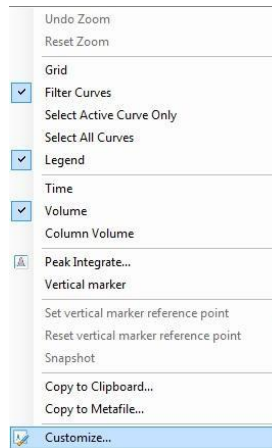 Undo Zoom
Reset Zoom
Grid
Filter Curves
Select Active Curve Only
Select All Curves
Legend
Time
Volume
Column Volume
Peak Integrate...
Vertical marker
Set vertical marker reference point
Reset vertical marker reference point
Snapshot
Copy to Clipboard...
Copy to Metafile...
Customize...